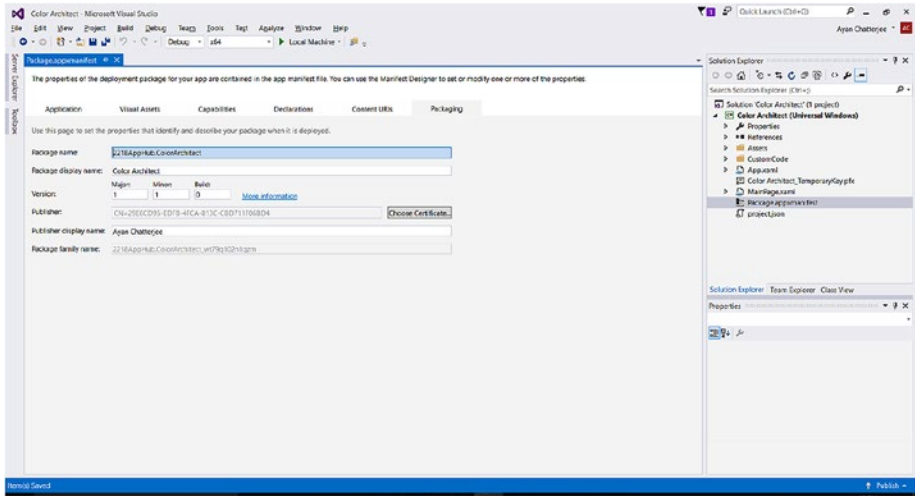 Color Architect - Microsoft Visual Studio
Quick Launch (Ctrl+Q)
File Edit View Project Build Debug Team Tools Test Analyze Window Help
Ayan Chatterjee AC
Debug x64 Local Machine
Server Explorer
Toolbox
Package.appxmanifest
The properties of the deployment package for your app are contained in the app manifest file. You can use the Manifest Designer to set or modify one or more of the properties.
Application Visual Assets Capabilities Declarations Content URIs Packaging
Use this page to set the properties that identify and describe your package when it is deployed.
Package name: 2218AppHub.ColorArchitect
Package display name: Color Architect
Major: Minor: Build:
Version: 1 1 0 More information
Publisher: Choose Certificate...
Publisher display name: Ayan Chatterjee
Package family name:
Solution Explorer
Search Solution Explorer (Ctrl+;)
Solution 'Color Architect' (1 project)
Color Architect (Universal Windows)
Properties
References
Assets
CustomCode
App.xaml
Color Architect_TemporaryKey.pfx
MainPage.xaml
Package.appxmanifest
project.json
Solution Explorer Team Explorer Class View
Properties
Item(s) Saved
Publish